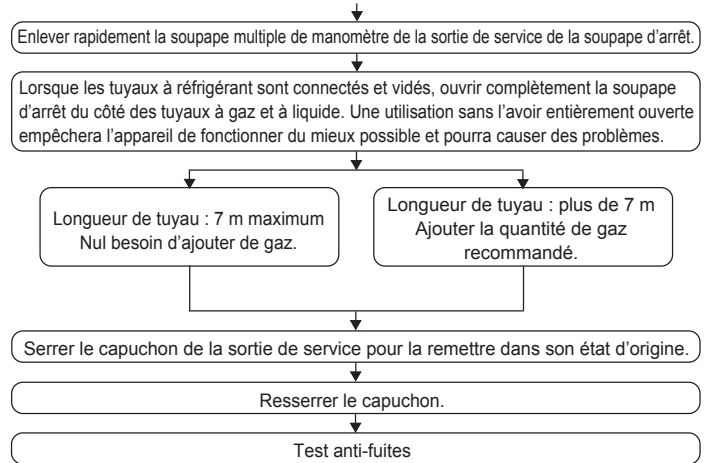 Enlever rapidement la soupape multiple de manomètre de la sortie de service de la soupape d’arrêt.
Lorsque les tuyaux à réfrigérant sont connectés et vidés, ouvrir complètement la soupape
d’arrêt du côté des tuyaux à gaz et à liquide. Une utilisation sans l’avoir entièrement ouverte
empêchera l’appareil de fonctionner du mieux possible et pourra causer des problèmes.
Longueur de tuyau : 7 m maximum
Nul besoin d’ajouter de gaz.
Longueur de tuyau : plus de 7 m
Ajouter la quantité de gaz
recommandé.
Serrer le capuchon de la sortie de service pour la remettre dans son état d’origine.
Resserrer le capuchon.
Test anti-fuites